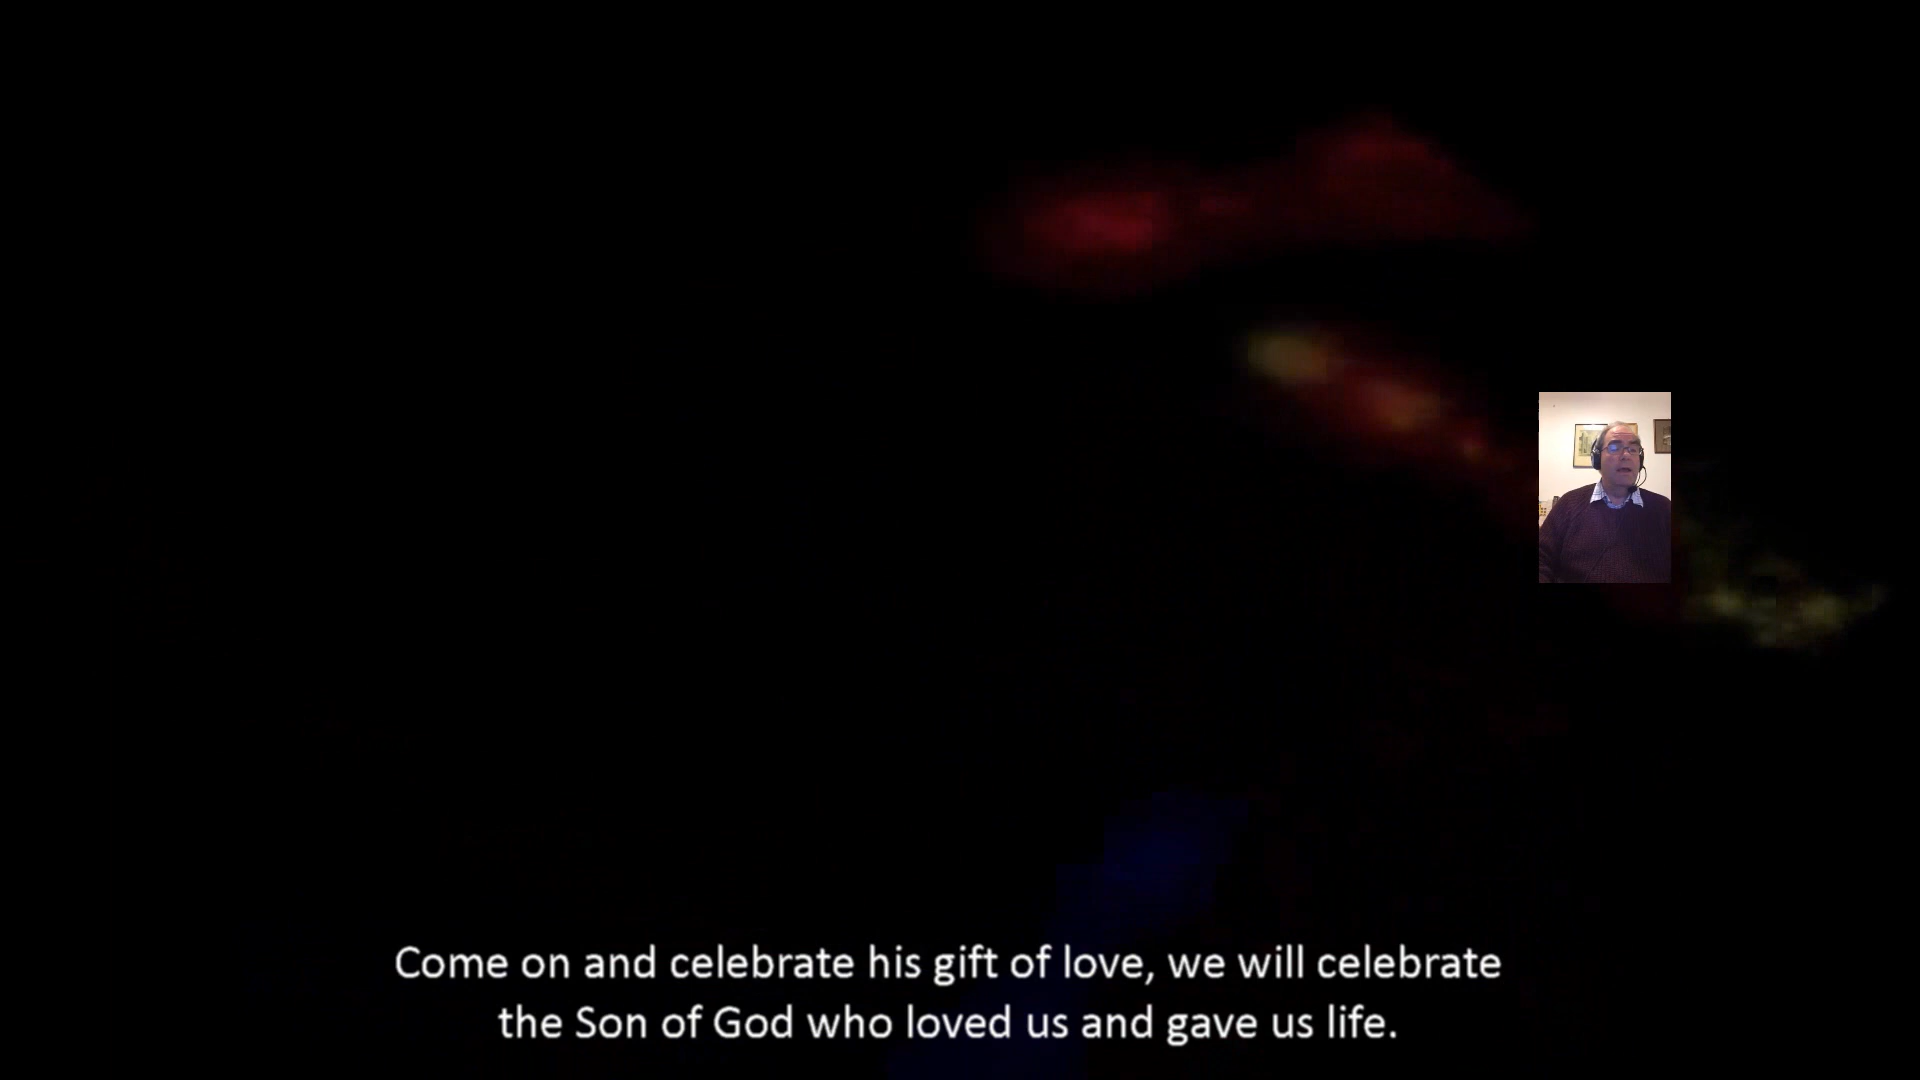 Come on and celebrate his gift of love, we will celebrate
the Son of God who loved us and gave us life.